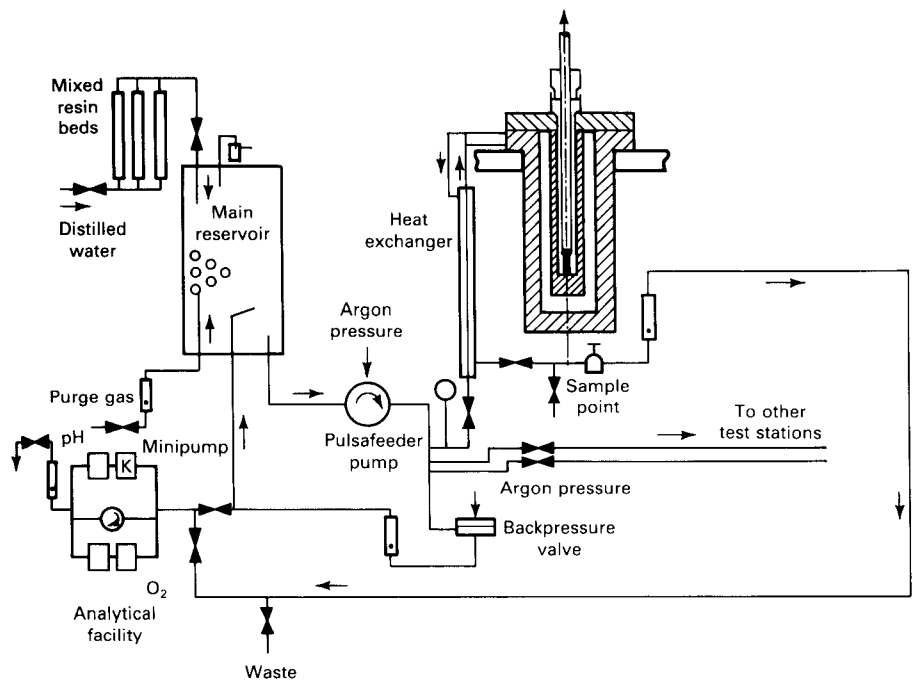 Mixed
resin
beds
Distilled
water
Main
reservoir
Heat
exchanger
Argon
pressure
Purge gas
pH
K
Minipump
Pulsafeeder
pump
Sample
point
To other
test stations
Argon pressure
Backpressure
valve
O₂
Analytical
facility
Waste